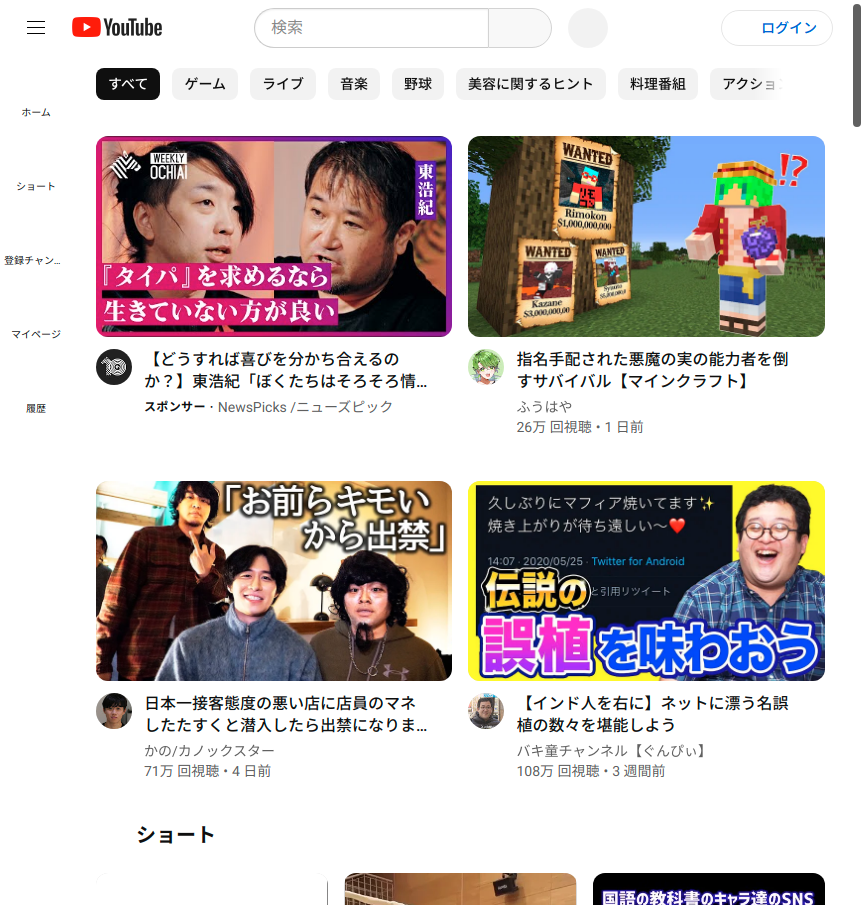 YouTube
検索
ログイン
すべて
ゲーム
ライブ
音楽
野球
美容に関するヒント
料理番組
アクショ
ホーム
ショート
登録チャン…
マイページ
履歴
WEEKLY
OCHIAI
東浩紀
『タイパ』を求めるなら
生きていない方が良い
WANTED
リモコン
Rimokon
$1,000,000,000
WANTED
Kazane
$3,000,000,00
WANTED
!?
【どうすれば喜びを分かち合えるの
か？】東浩紀「ぼくたちはそろそろ情…
スポンサー · NewsPicks /ニューズピック
指名手配された悪魔の実の能力者を倒
すサバイバル【マインクラフト】
ふうはや
26万 回視聴 • 1 日前
「お前らキモい
から出禁」
久しぶりにマフィア焼いてます✨
焼き上がりが待ち遠しい〜❤️
14:07 · 2020/05/25 · Twitter for Android
と引用リツイート
伝説の
誤植を味わおう
日本一接客態度の悪い店に店員のマネ
したたすくと潜入したら出禁になりま…
かの/カノックスター
71万 回視聴 • 4 日前
【インド人を右に】ネットに漂う名誤
植の数々を堪能しよう
バキ童チャンネル【ぐんぴぃ】
108万 回視聴 • 3 週間前
ショート
国語の教科書のキャラ達のSNS